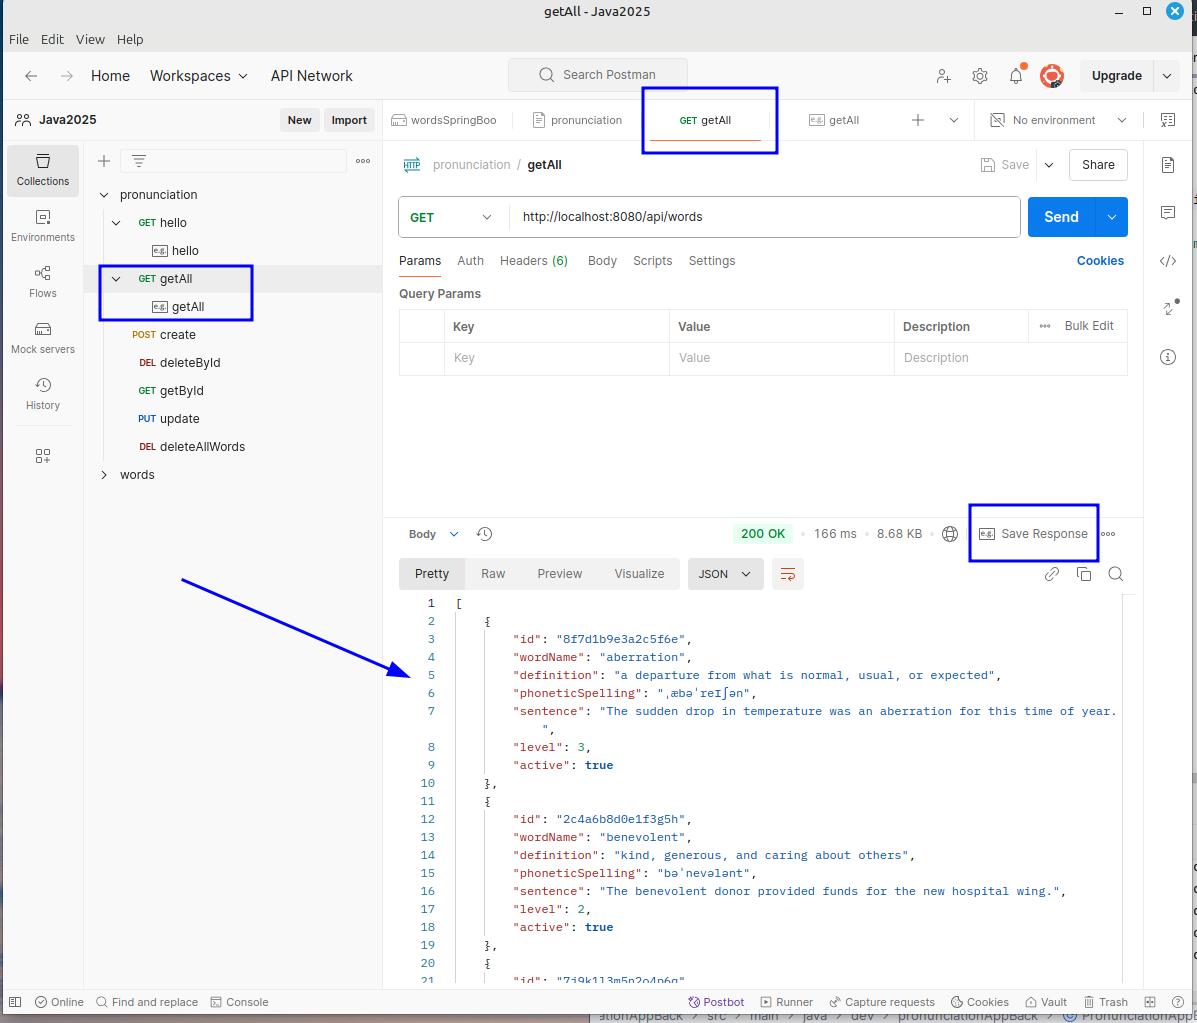 getAll - Java2025
File Edit View Help
Home Workspaces API Network Search Postman Upgrade
Java2025 New Import
wordsSpringBoo pronunciation GET getAll e.g. getAll No environment
Collections
Environments
Flows
Mock servers
History
pronunciation
GET hello
e.g. hello
GET getAll
e.g. getAll
POST create
DEL deleteById
GET getById
PUT update
DEL deleteAllWords
words
HTTP pronunciation / getAll Save Share
GET http://localhost:8080/api/words Send
Params Auth Headers (6) Body Scripts Settings Cookies
Query Params
Key Value Description Bulk Edit
Key Value Description
Body 200 OK 166 ms 8.68 KB e.g. Save Response
Pretty Raw Preview Visualize JSON
1 [
2 {
3 "id": "8f7d1b9e3a2c5f6e",
4 "wordName": "aberration",
5 "definition": "a departure from what is normal, usual, or expected",
6 "phoneticSpelling": "ˌæbəˈreɪʃən",
7 "sentence": "The sudden drop in temperature was an aberration for this time of year.
",
8 "level": 3,
9 "active": true
10 },
11 {
12 "id": "2c4a6b8d0e1f3g5h",
13 "wordName": "benevolent",
14 "definition": "kind, generous, and caring about others",
15 "phoneticSpelling": "bəˈnevələnt",
16 "sentence": "The benevolent donor provided funds for the new hospital wing.",
17 "level": 2,
18 "active": true
19 },
20 {
21 "id": "7i9k1l3m5n2o4p6q"
Online Find and replace Console Postbot Runner Capture requests Cookies Vault Trash
ationAppBack > src > main > java > dev > pronunciationAppBack > PronunciationAppB